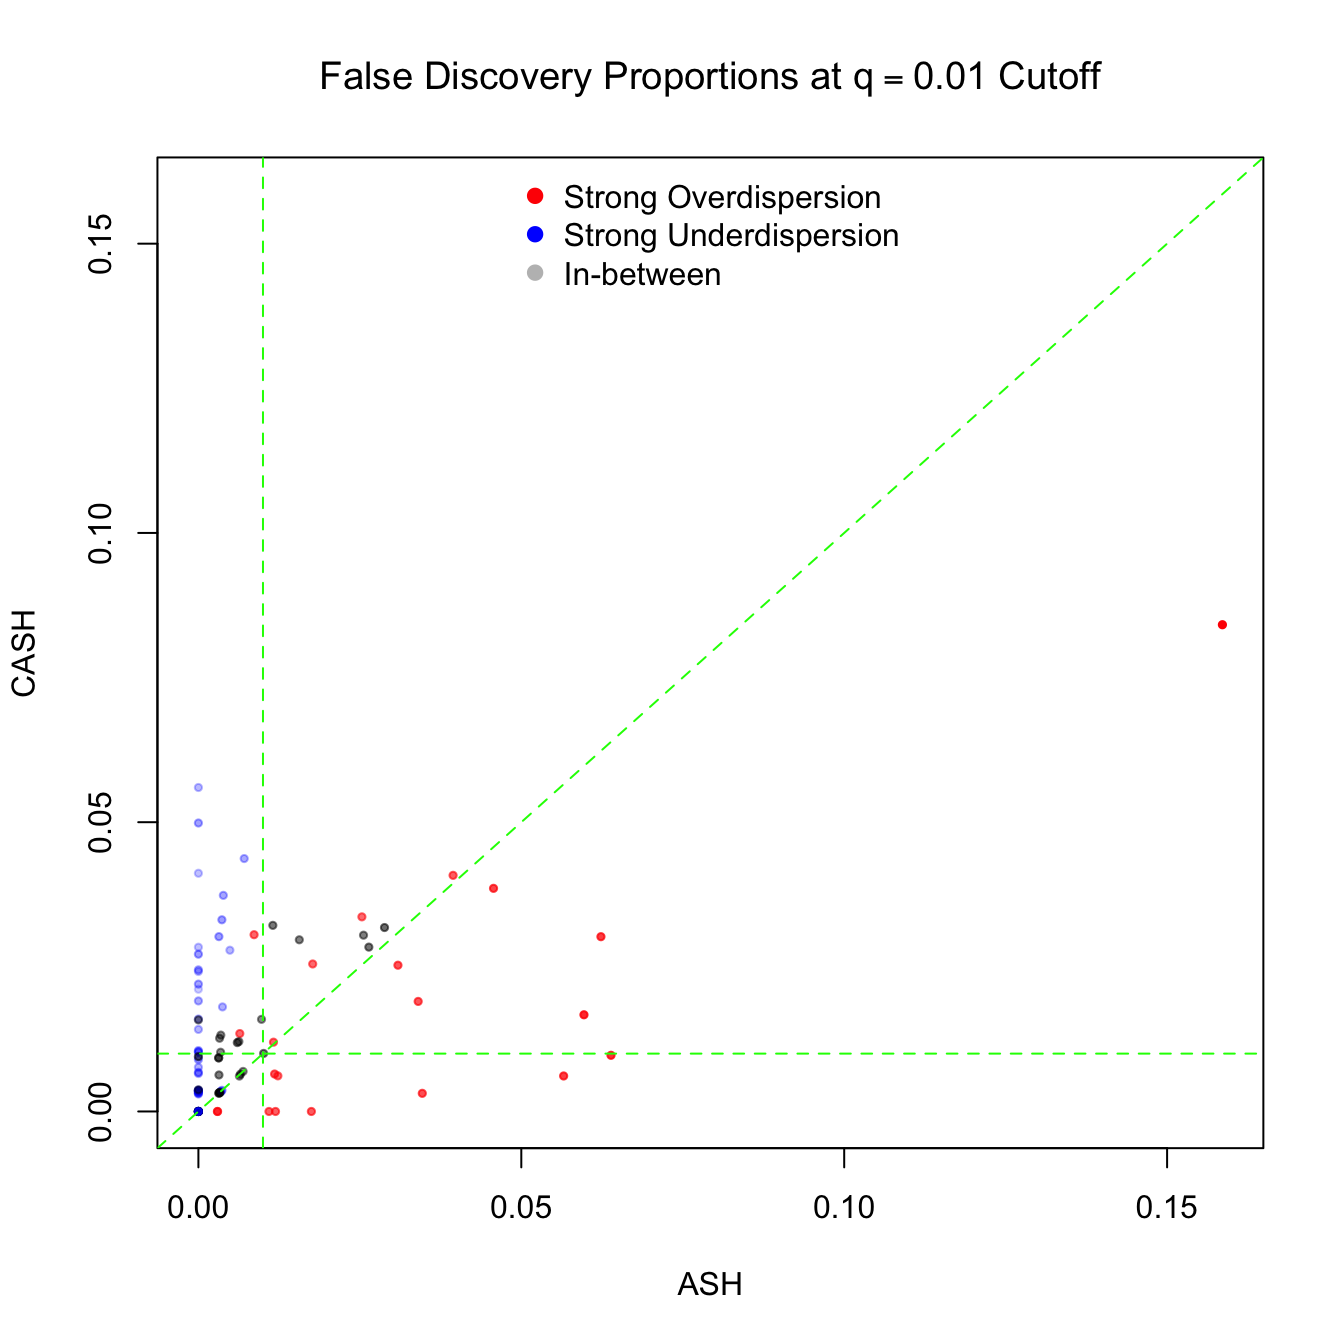 False Discovery Proportions at q = 0.01 Cutoff
Strong Overdispersion
Strong Underdispersion
In-between
CASH
0.15
0.10
0.05
0.00
0.00 0.05 0.10 0.15
ASH